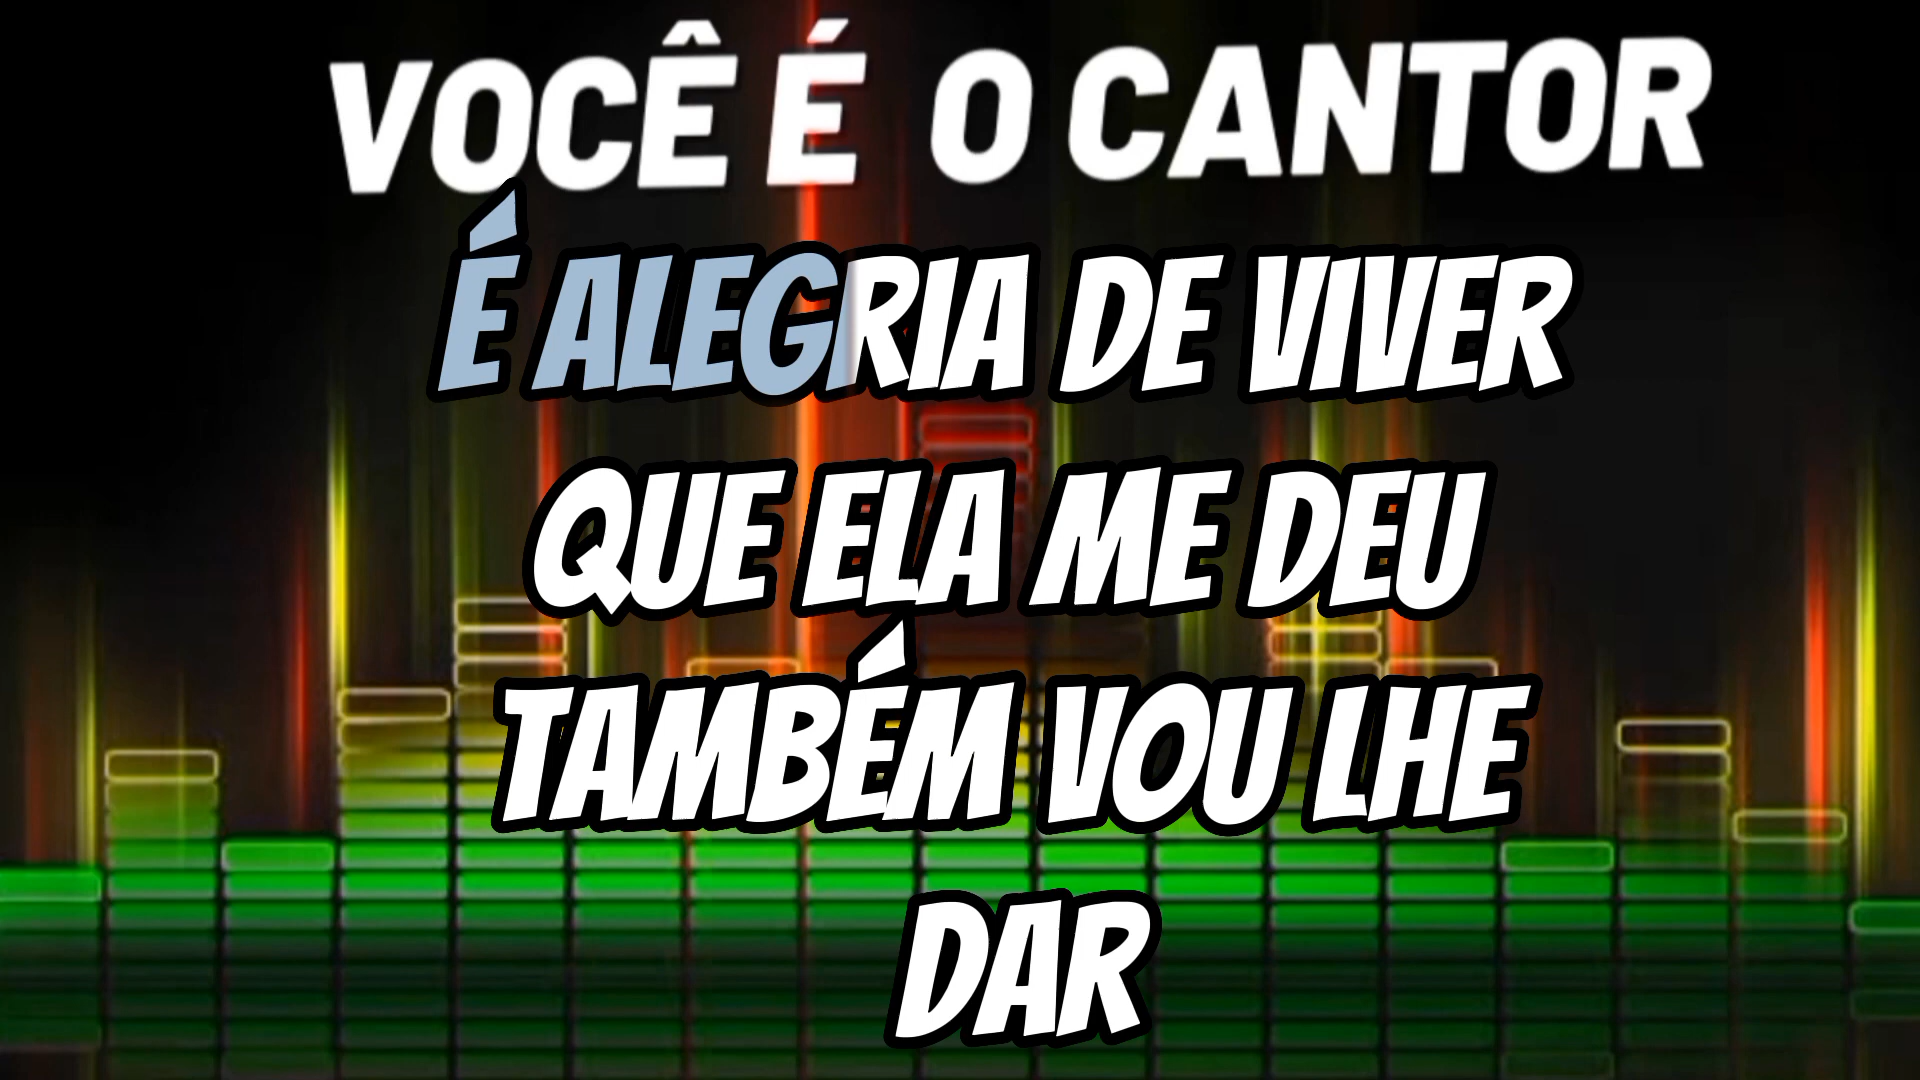 VOCÊ É O CANTOR
É ALEGRIA DE VIVER
QUE ELA ME DEU
TAMBÉM VOU LHE
DAR